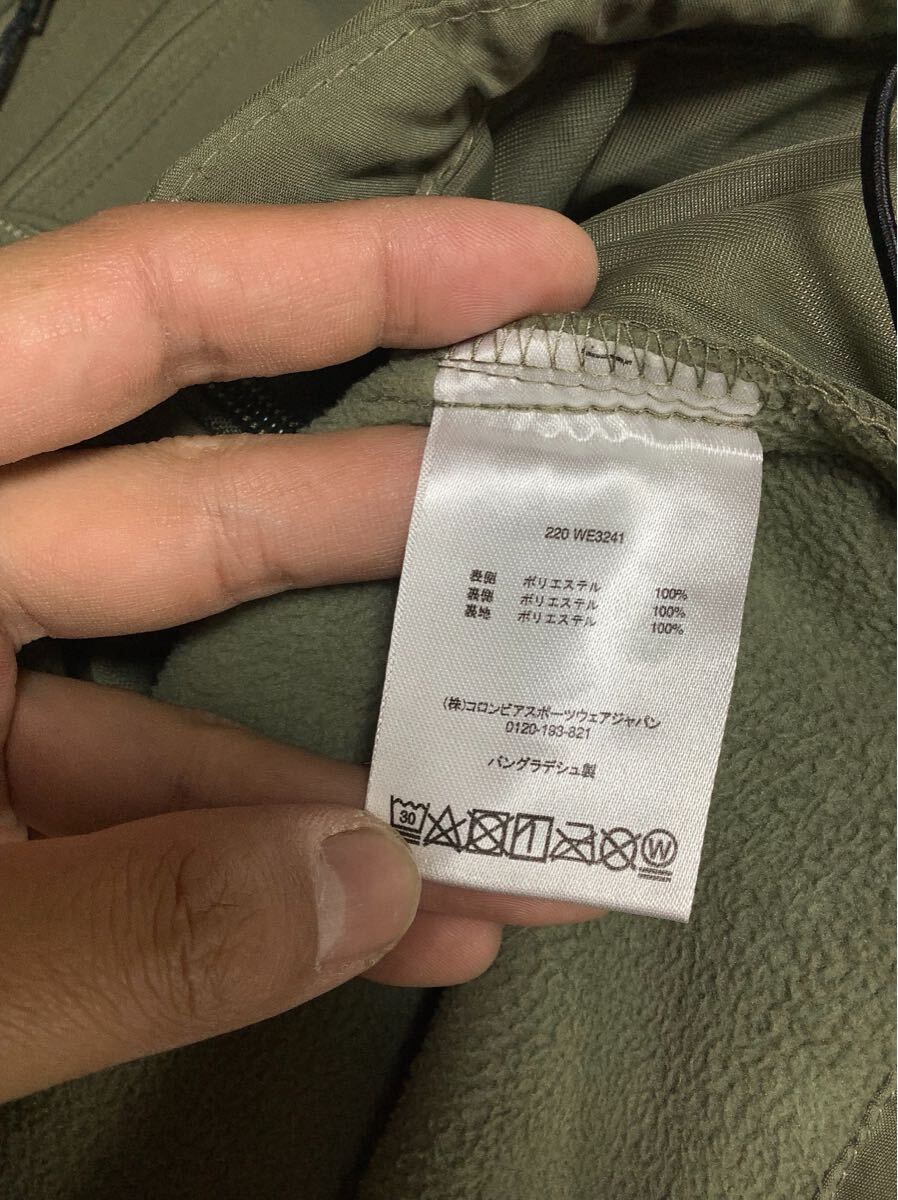 220 WE3241
表側 ポリエステル 100%
裏側 ポリエステル 100%
裏地 ポリエステル 100%
(株)コロンビアスポーツウェアジャパン
0120-193-821
バングラデシュ製
30 W